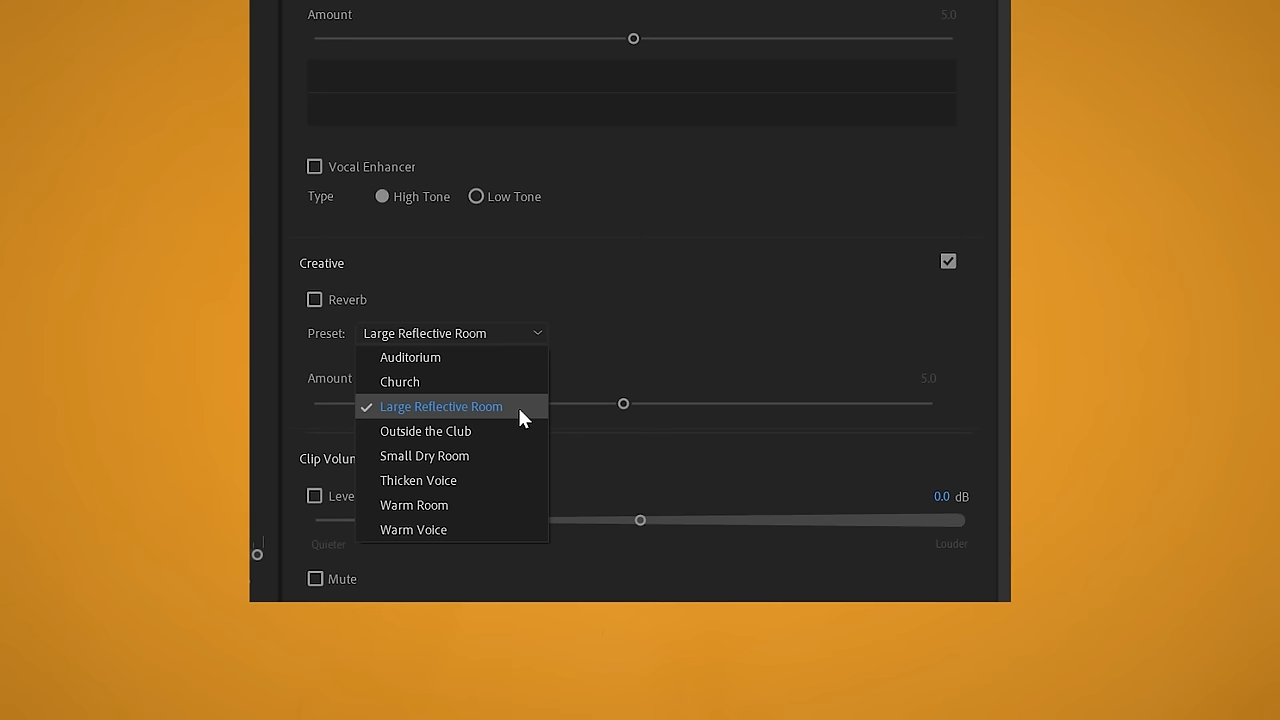 Amount 5.0
Vocal Enhancer
Type High Tone Low Tone
Creative
Reverb
Preset: Large Reflective Room
Auditorium
Church
Amount 5.0
Large Reflective Room
Outside the Club
Small Dry Room
Clip Volum
Thicken Voice
Leve 0.0 dB
Warm Room
Warm Voice
Quieter Louder
Mute